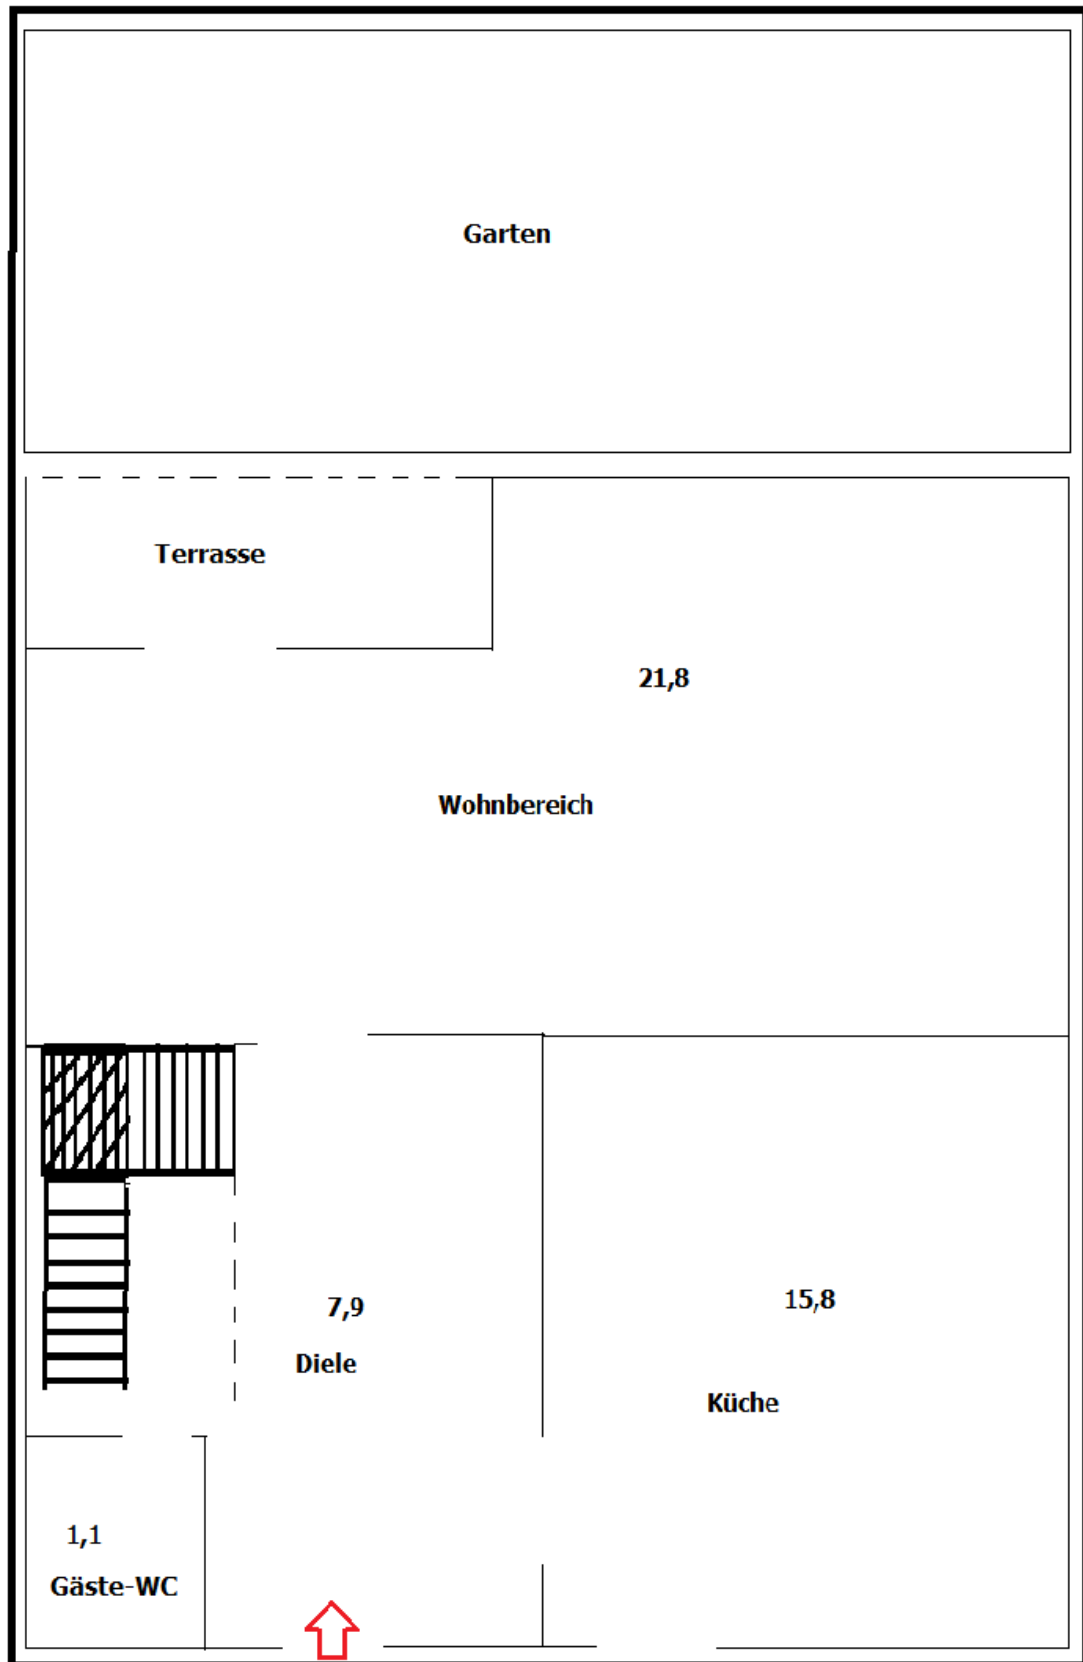 Garten
Terrasse
21,8
Wohnbereich
7,9
Diele
15,8
Küche
1,1
Gäste-WC